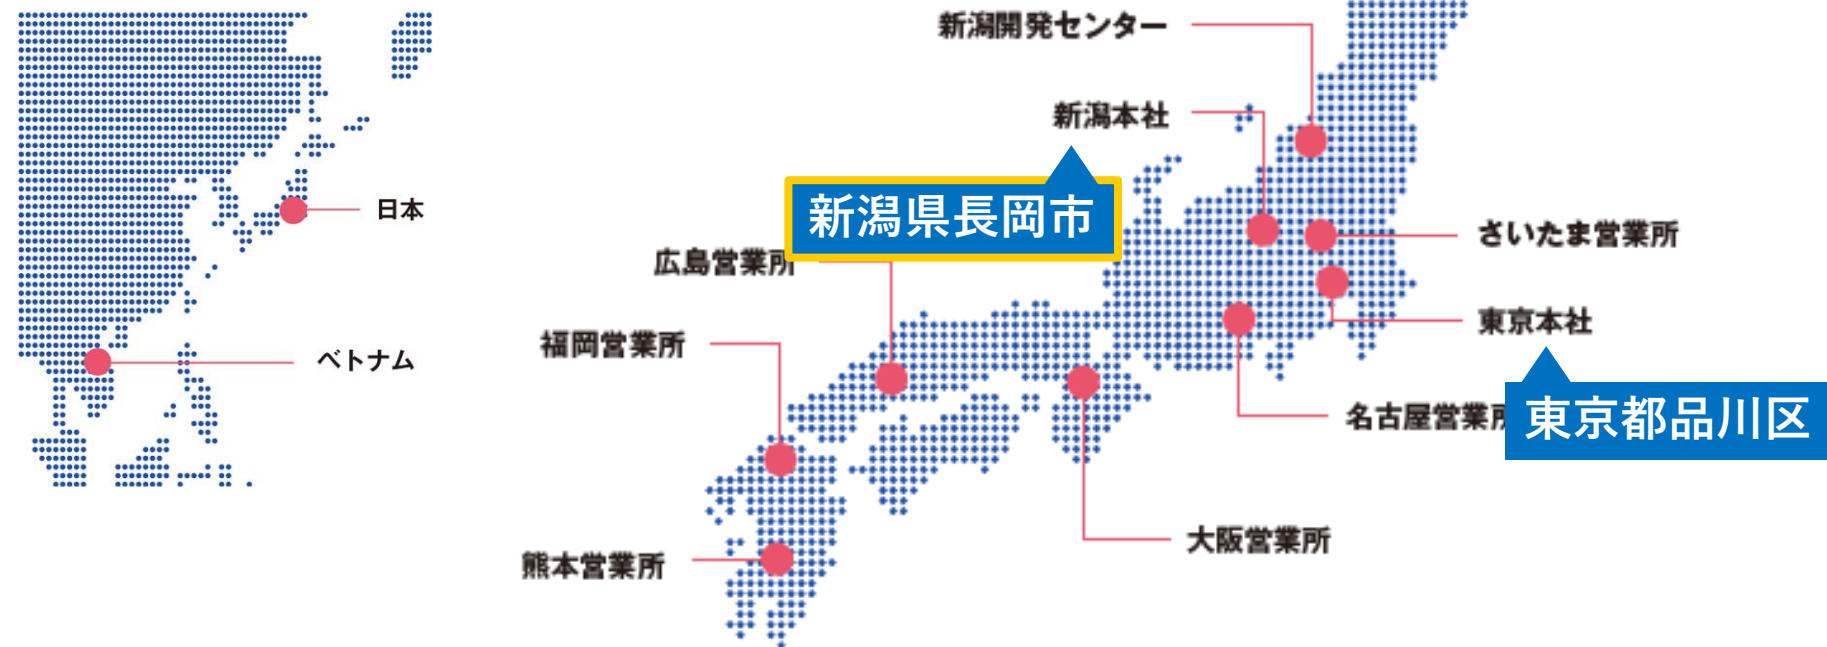 新潟開発センター
新潟本社
新潟県長岡市
日本
さいたま営業所
広島営業所
東京本社
福岡営業所
ベトナム
名古屋営業所
東京都品川区
大阪営業所
熊本営業所